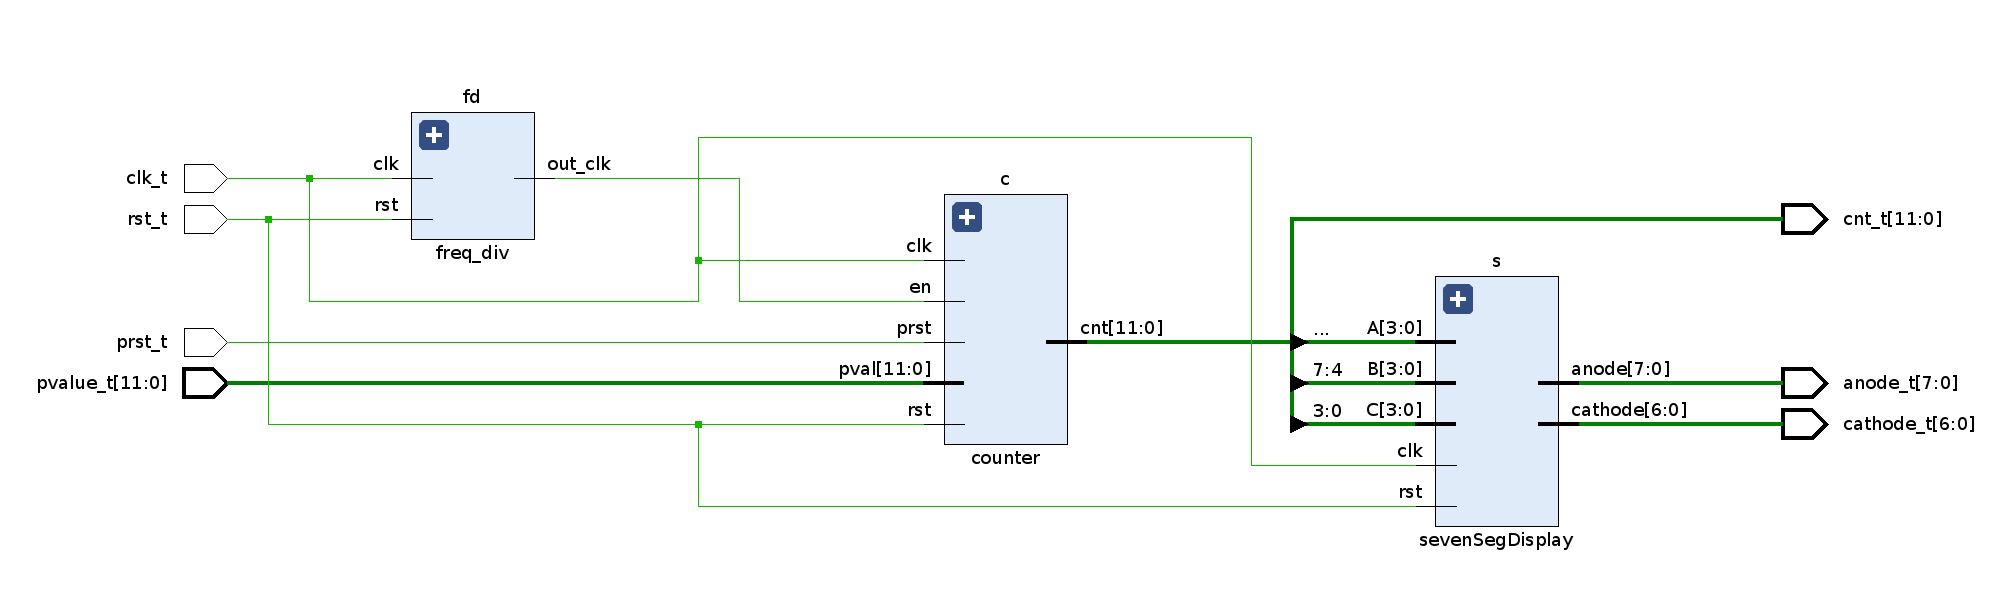 fd
clk_t
clk
out_clk
rst_t
rst
freq_div
c
clk
en
prst_t
prst
pvalue_t[11:0]
pval[11:0]
rst
cnt[11:0]
counter
cnt_t[11:0]
s
... A[3:0]
7:4 B[3:0]
3:0 C[3:0]
clk
rst
anode[7:0]
anode_t[7:0]
cathode[6:0]
cathode_t[6:0]
sevenSegDisplay